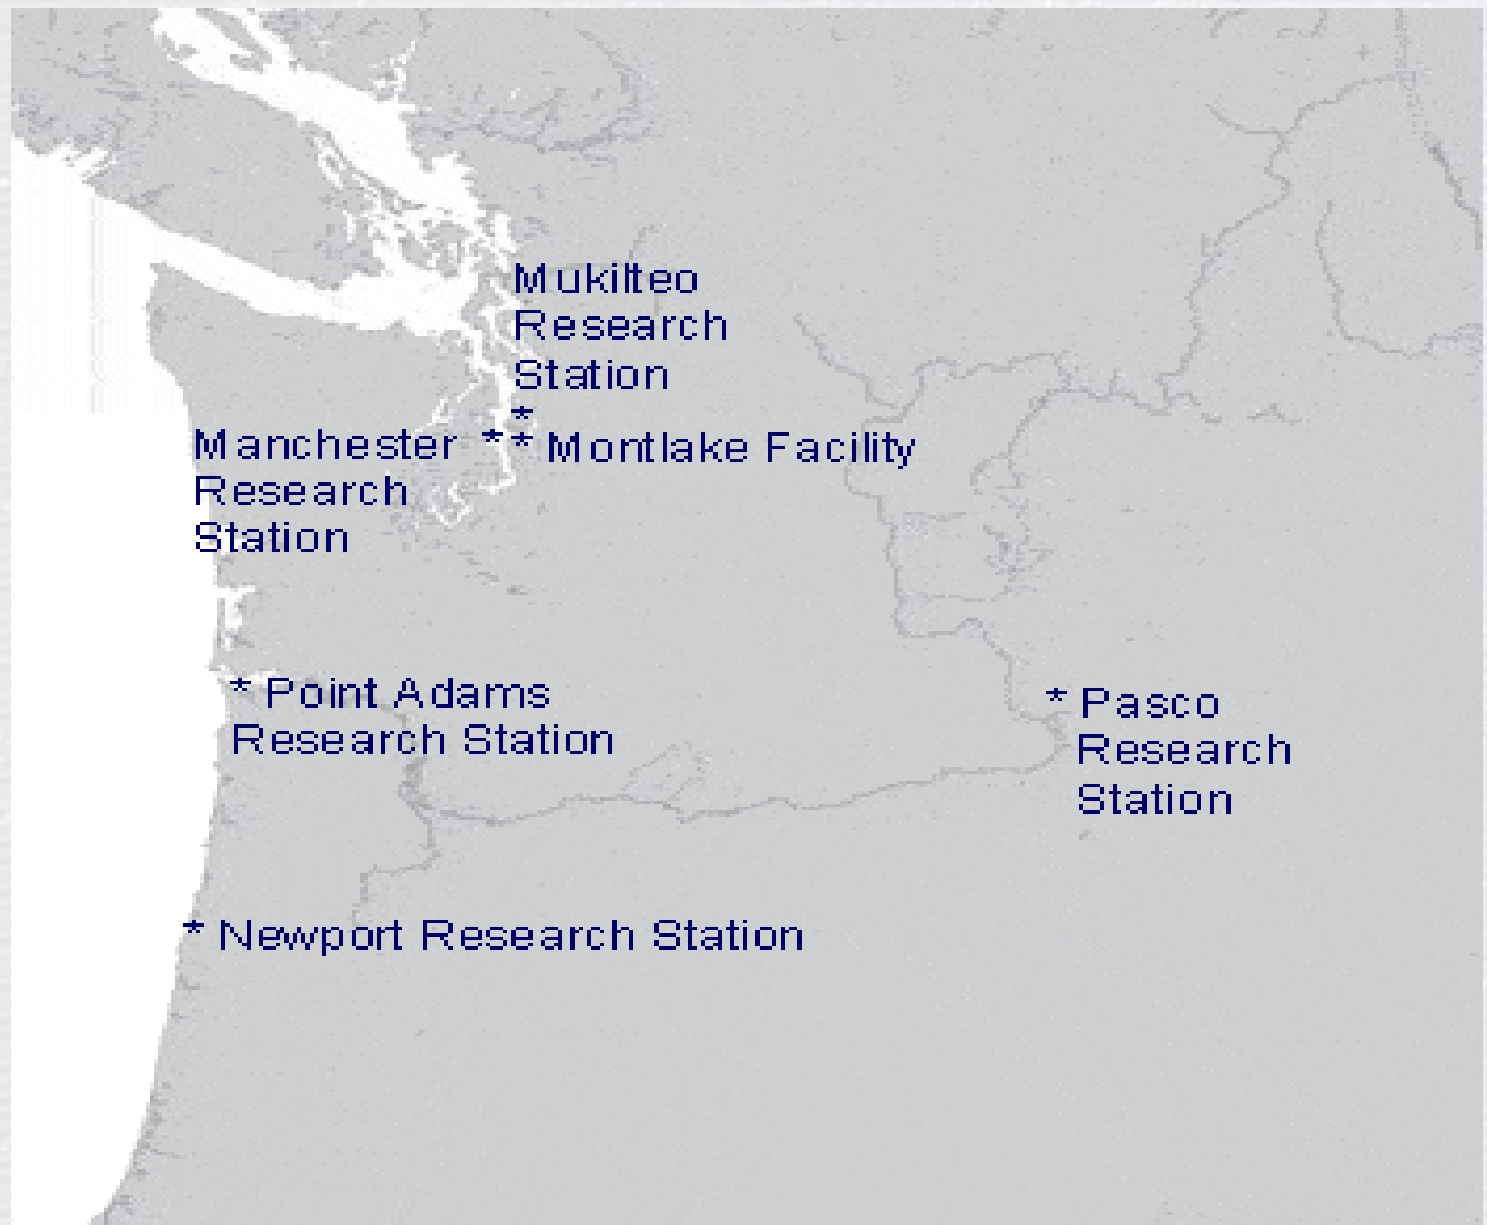 Mukilteo
Research
Station
*
Manchester *
Research
Station
* Montlake Facility
* Point Adams
Research Station
* Pasco
Research
Station
* Newport Research Station